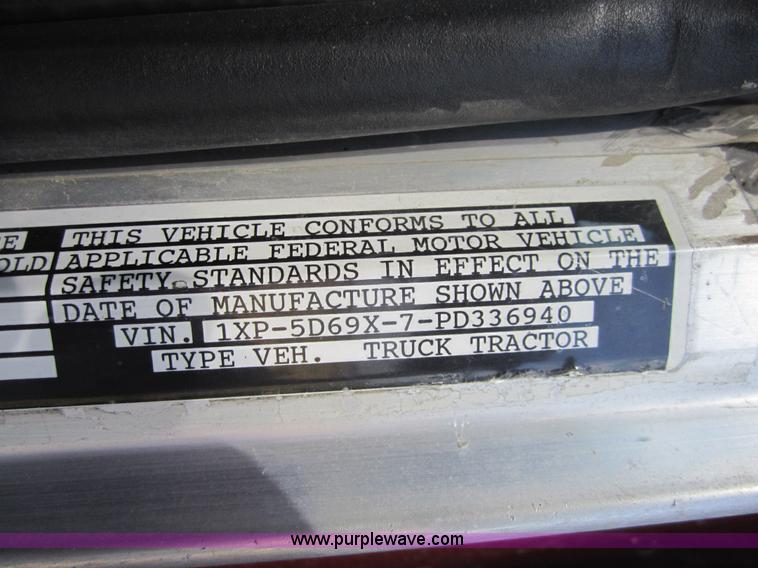 THIS VEHICLE CONFORMS TO ALL
OLD APPLICABLE FEDERAL MOTOR VEHICLE
SAFETY STANDARDS IN EFFECT ON THE
DATE OF MANUFACTURE SHOWN ABOVE
VIN. 1XP-5D69X-7-PD336940
TYPE VEH. TRUCK TRACTOR
www.purplewave.com